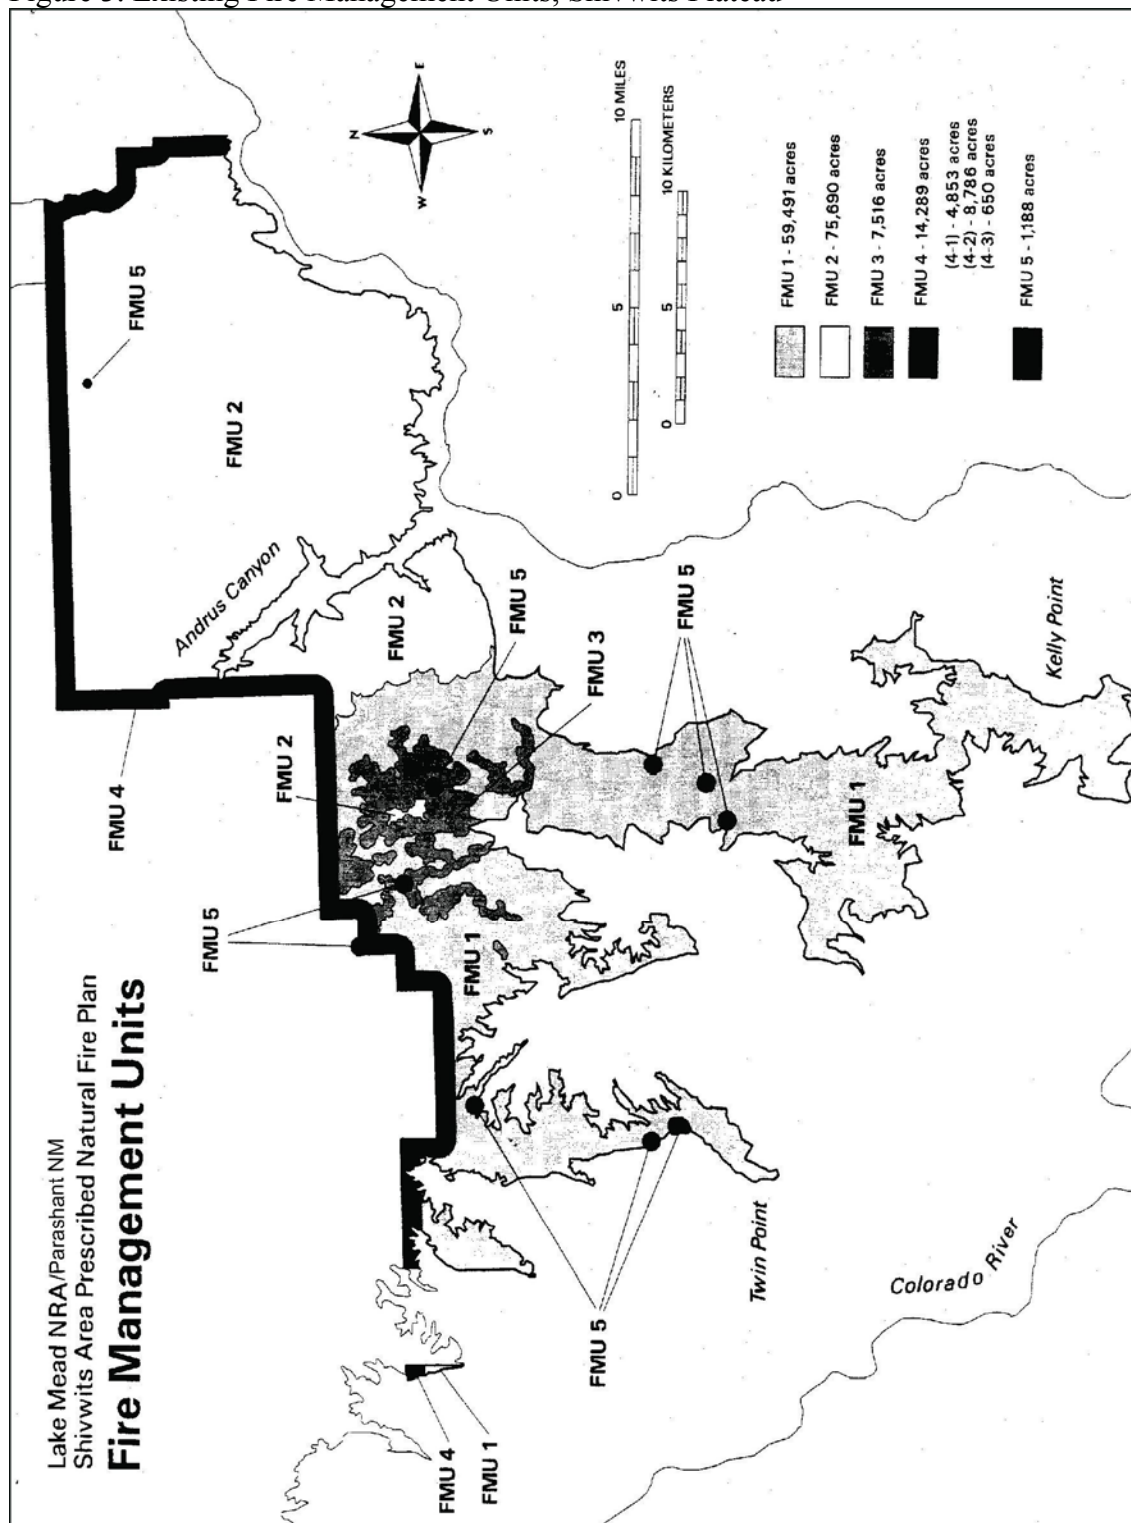 Figure 3: Existing Fire Management Units, Shivwits Plateau
Lake Mead NRA/Parashant NM
Shivwits Area Prescribed Natural Fire Plan
Fire Management Units
N
E
S
W
0 5 10 MILES
0 5 10 KILOMETERS
FMU 1 - 59,491 acres
FMU 2 - 75,690 acres
FMU 3 - 7,516 acres
FMU 4 - 14,289 acres
(4-1) - 4,853 acres
(4-2) - 8,786 acres
(4-3) - 650 acres
FMU 5 - 1,188 acres
FMU 5
FMU 2
Andrus Canyon
FMU 2
FMU 5
FMU 3
FMU 5
FMU 4
FMU 2
FMU 5
FMU 1
FMU 1
Kelly Point
Twin Point
FMU 5
Colorado River
FMU 4
FMU 1